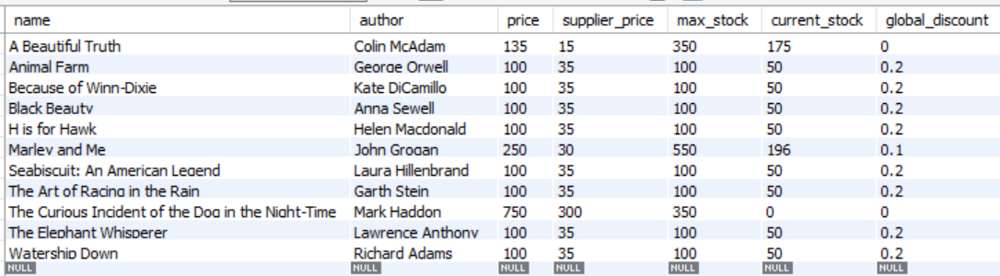 name author price supplier_price max_stock current_stock global_discount
A Beautiful Truth Colin McAdam 135 15 350 175 0
Animal Farm George Orwell 100 35 100 50 0.2
Because of Winn-Dixie Kate DiCamillo 100 35 100 50 0.2
Black Beauty Anna Sewell 100 35 100 50 0.2
H is for Hawk Helen Macdonald 100 35 100 50 0.2
Marley and Me John Grogan 250 30 550 196 0.1
Seabiscuit: An American Legend Laura Hillenbrand 100 35 100 50 0.2
The Art of Racing in the Rain Garth Stein 100 35 100 50 0.2
The Curious Incident of the Dog in the Night-Time Mark Haddon 750 300 350 0 0
The Elephant Whisperer Lawrence Anthony 100 35 100 50 0.2
Watership Down Richard Adams 100 35 100 50 0.2
NULL NULL NULL NULL NULL NULL NULL